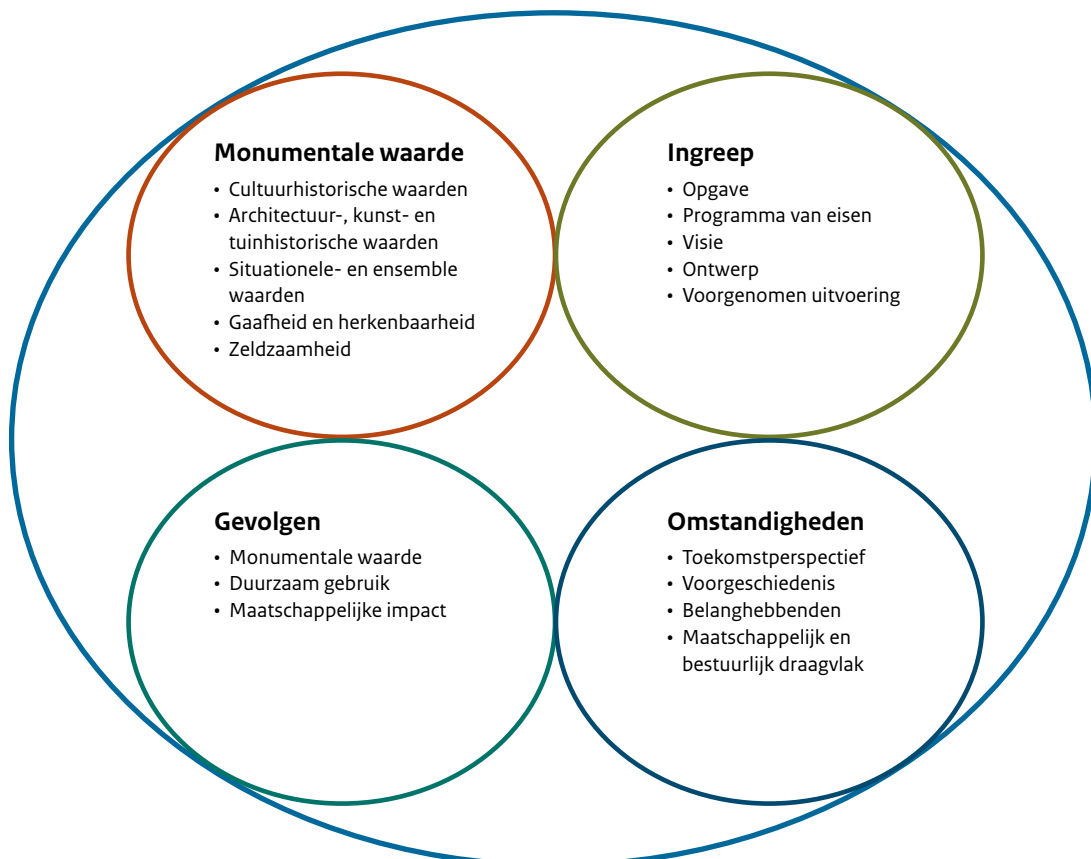 Monumentale waarde
• Cultuurhistorische waarden
• Architectuur-, kunst- en
tuinhistorische waarden
• Situationele- en ensemble
waarden
• Gaafheid en herkenbaarheid
• Zeldzaamheid
Ingreep
• Opgave
• Programma van eisen
• Visie
• Ontwerp
• Voorgenomen uitvoering
Gevolgen
• Monumentale waarde
• Duurzaam gebruik
• Maatschappelijke impact
Omstandigheden
• Toekomstperspectief
• Voorgeschiedenis
• Belanghebbenden
• Maatschappelijk en
bestuurlijk draagvlak